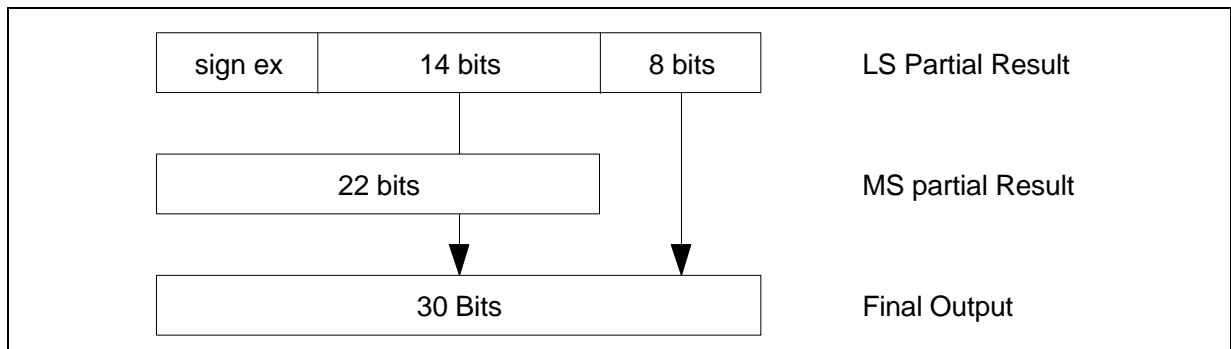 sign ex 14 bits 8 bits LS Partial Result
22 bits MS partial Result
30 Bits Final Output